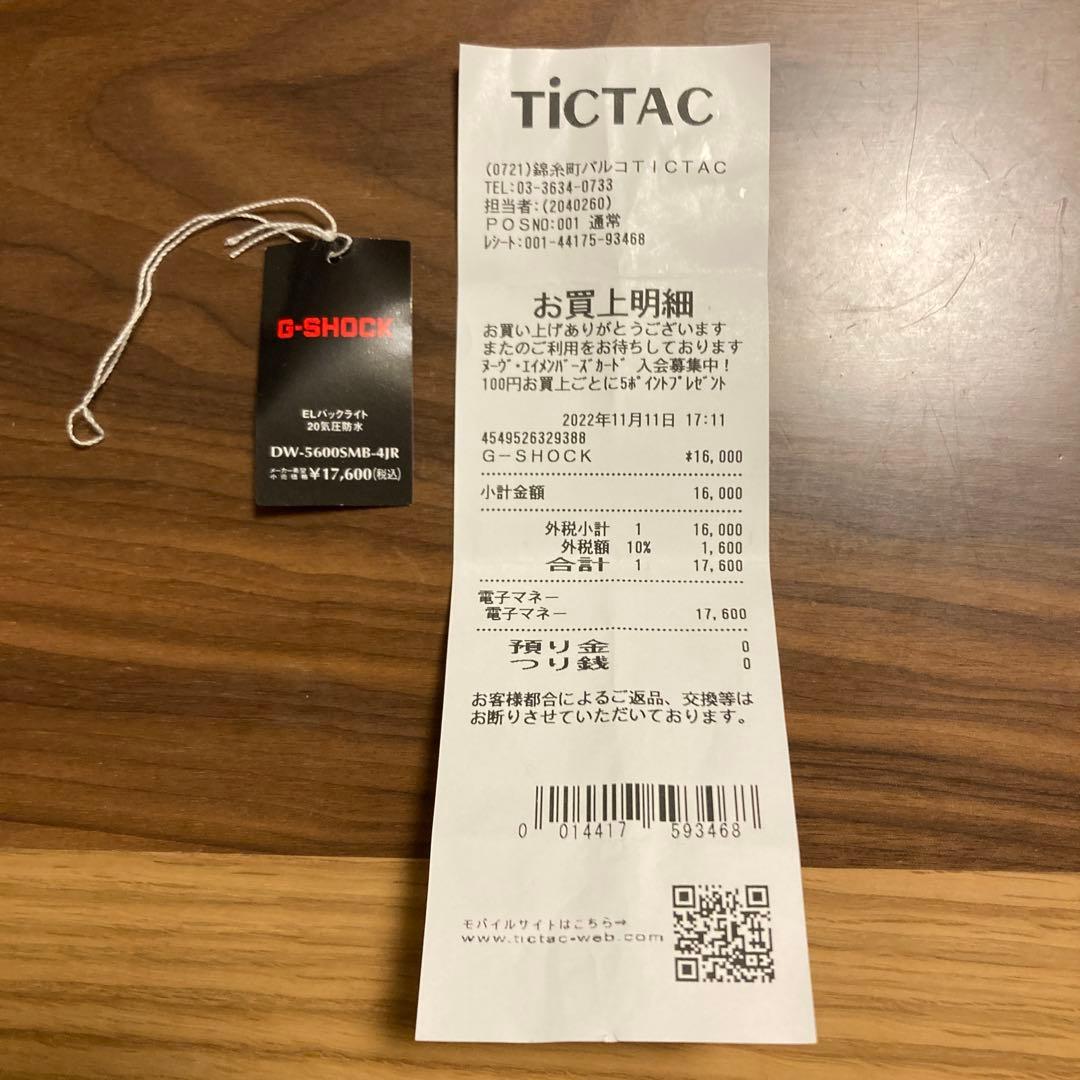 G-SHOCK
ELバックライト
20気圧防水
DW-5600SMB-4JR
メーカー希望小売価格 ¥17,600(税込)
TiCTAC
(0721)錦糸町パルコTICTAC
TEL:03-3634-0733
担当者:(2040260)
POSNO:001 通常
ﾚｼｰﾄ:001-44175-93468
お買上明細
お買い上げありがとうございます
またのご利用をお待ちしております
ﾇｰｳﾞ･ｴｲﾒﾝﾊﾞｰｽﾞｶｰﾄﾞ 入会募集中!
100円お買上ごとに5ﾎﾟｲﾝﾄﾌﾟﾚｾﾞﾝﾄ
2022年11月11日 17:11
4549526329388
G-SHOCK ¥16,000
小計金額 16,000
外税小計 1 16,000
外税額 10% 1,600
合計 1 17,600
電子マネー
電子マネー 17,600
預り金 0
つり銭 0
お客様都合によるご返品、交換等は
お断りさせていただいております。
0 014417 593468
モバイルサイトはこちら⇒
www.tictac-web.com